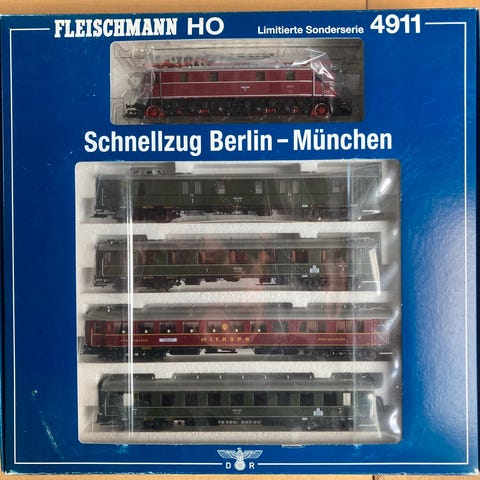 FLEISCHMANN HO
Limitierte Sonderserie 4911
Schnellzug Berlin – München
MITROPA
D R